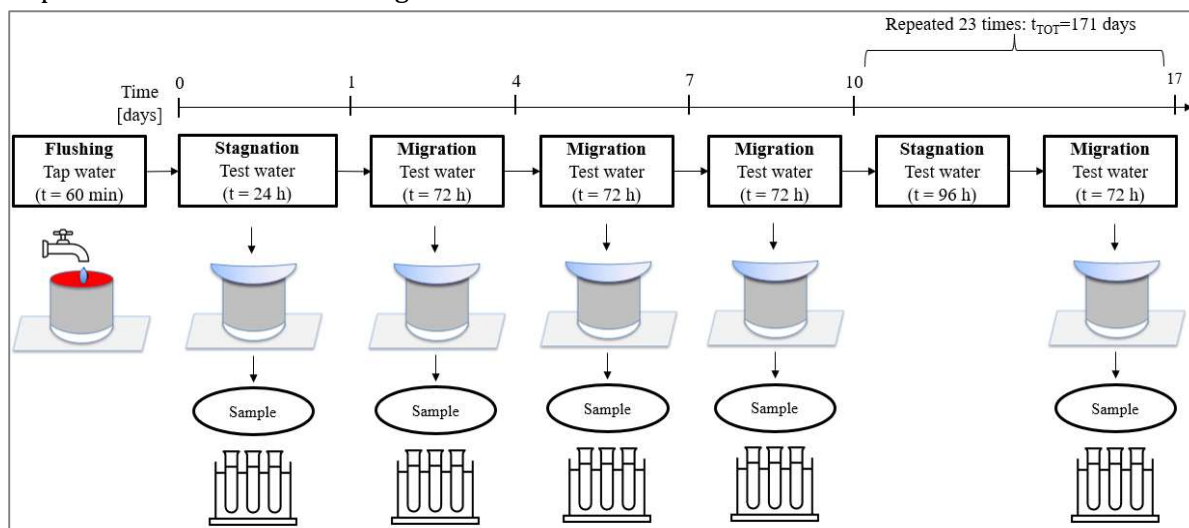 Repeated 23 times: tTOT=171 days
Time
[days]
0
1
4
7
10
17
Flushing
Tap water
(t = 60 min)
Stagnation
Test water
(t = 24 h)
Migration
Test water
(t = 72 h)
Migration
Test water
(t = 72 h)
Migration
Test water
(t = 72 h)
Stagnation
Test water
(t = 96 h)
Migration
Test water
(t = 72 h)
Sample
Sample
Sample
Sample
Sample